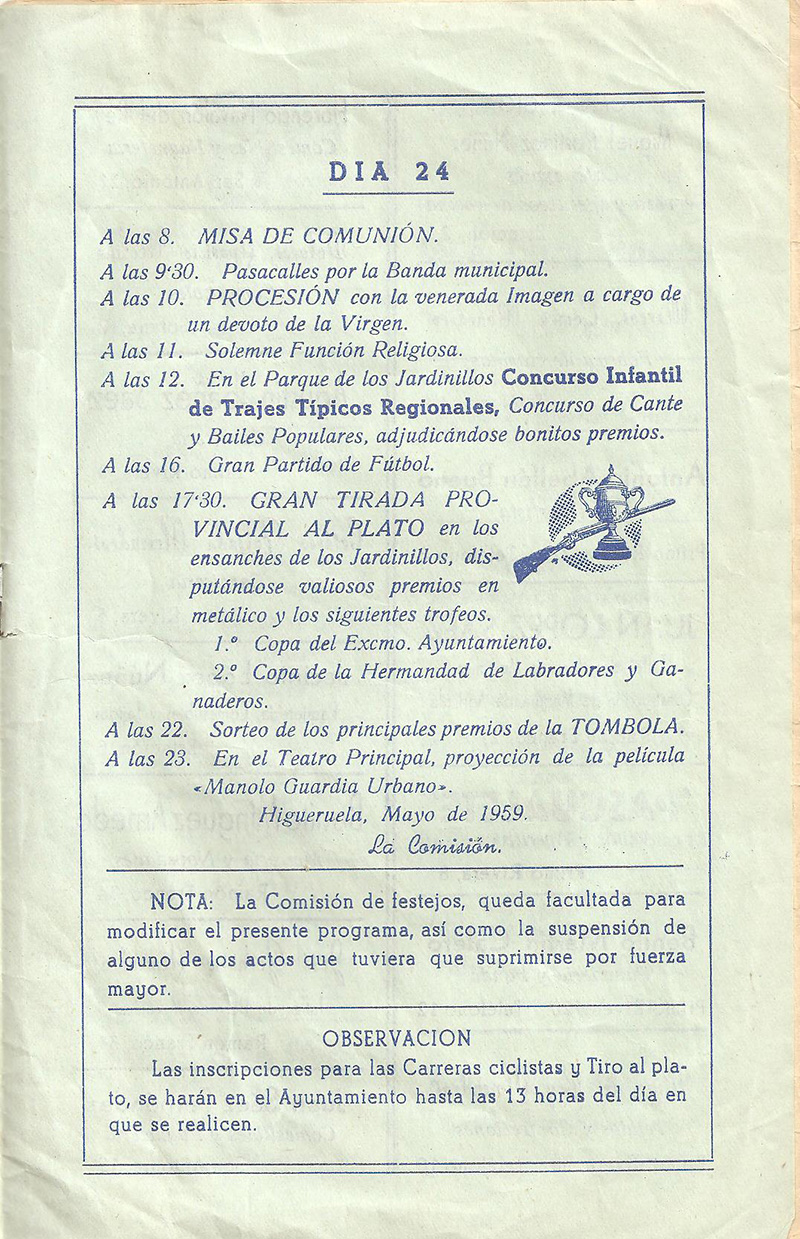 DIA 24
A las 8. MISA DE COMUNIÓN.
A las 9'30. Pasacalles por la Banda municipal.
A las 10. PROCESIÓN con la venerada Imagen a cargo de
un devoto de la Virgen.
A las 11. Solemne Función Religiosa.
A las 12. En el Parque de los Jardinillos Concurso Infantil
de Trajes Típicos Regionales, Concurso de Cante
y Bailes Populares, adjudicándose bonitos premios.
A las 16. Gran Partido de Fútbol.
A las 17'30. GRAN TIRADA PRO-
VINCIAL AL PLATO en los
ensanches de los Jardinillos, dis-
putándose valiosos premios en
metálico y los siguientes trofeos.
1.º Copa del Excmo. Ayuntamiento.
2.º Copa de la Hermandad de Labradores y Ga-
naderos.
A las 22. Sorteo de los principales premios de la TOMBOLA.
A las 23. En el Teatro Principal, proyección de la película
«Manolo Guardia Urbano».
Higueruela, Mayo de 1959.
La Comisión.
NOTA: La Comisión de festejos, queda facultada para
modificar el presente programa, así como la suspensión de
alguno de los actos que tuviera que suprimirse por fuerza
mayor.
OBSERVACION
Las inscripciones para las Carreras ciclistas y Tiro al pla-
to, se harán en el Ayuntamiento hasta las 13 horas del día en
que se realicen.